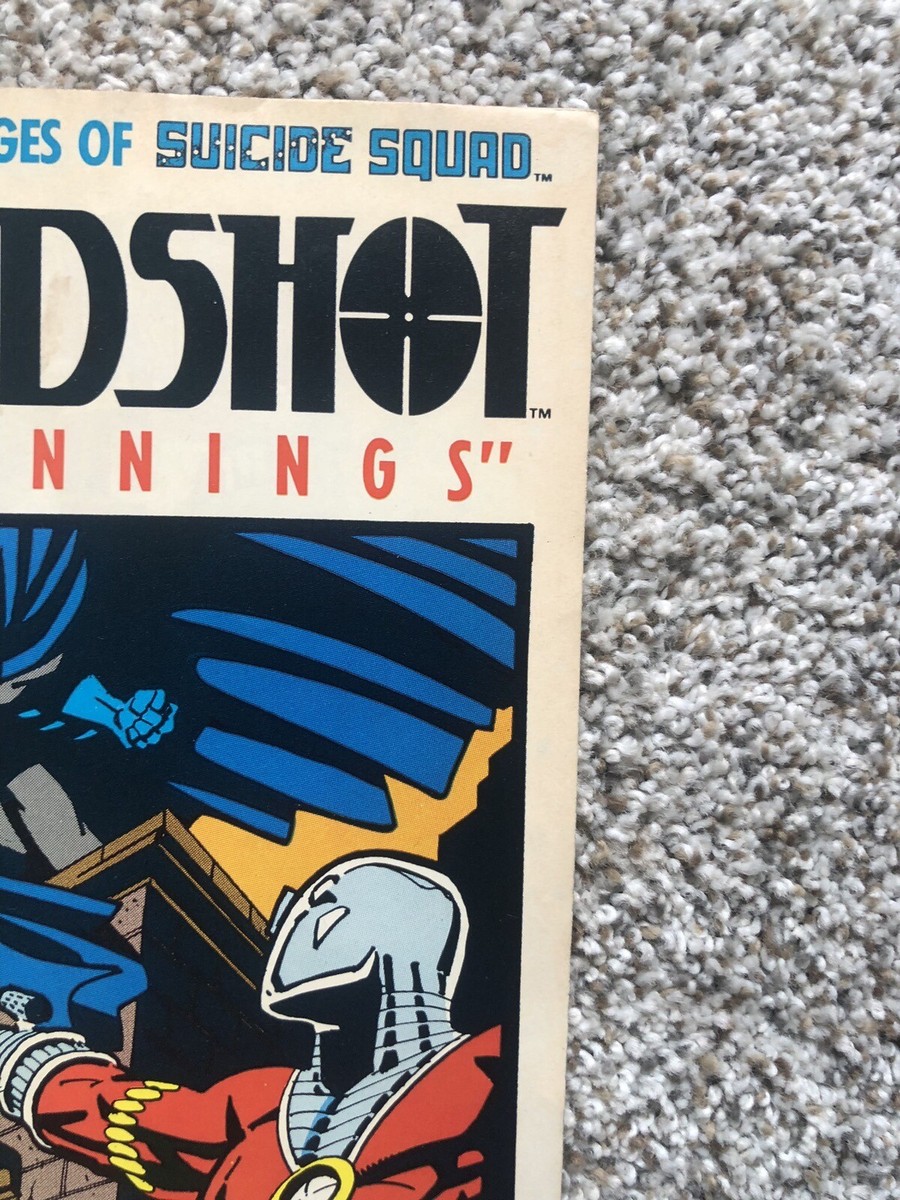 GES OF SUICIDE SQUAD™
DSHOT™
NNINGS"